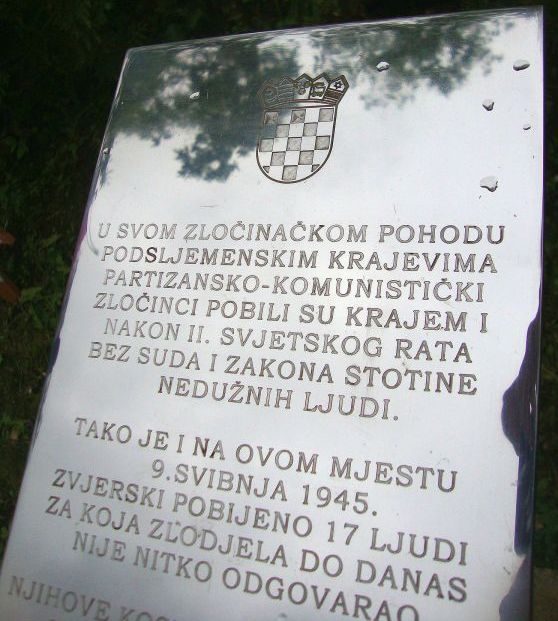 U SVOM ZLOČINAČKOM POHODU
PODSLJEMENSKIM KRAJEVIMA
PARTIZANSKO-KOMUNISTIČKI
ZLOČINCI POBILI SU KRAJEM I
NAKON II. SVJETSKOG RATA
BEZ SUDA I ZAKONA STOTINE
NEDUŽNIH LJUDI.
TAKO JE I NA OVOM MJESTU
9.SVIBNJA 1945.
ZVJERSKI POBIJENO 17 LJUDI
ZA KOJA ZLODJELA DO DANAS
NIJE NITKO ODGOVARAO
NJIHOVE